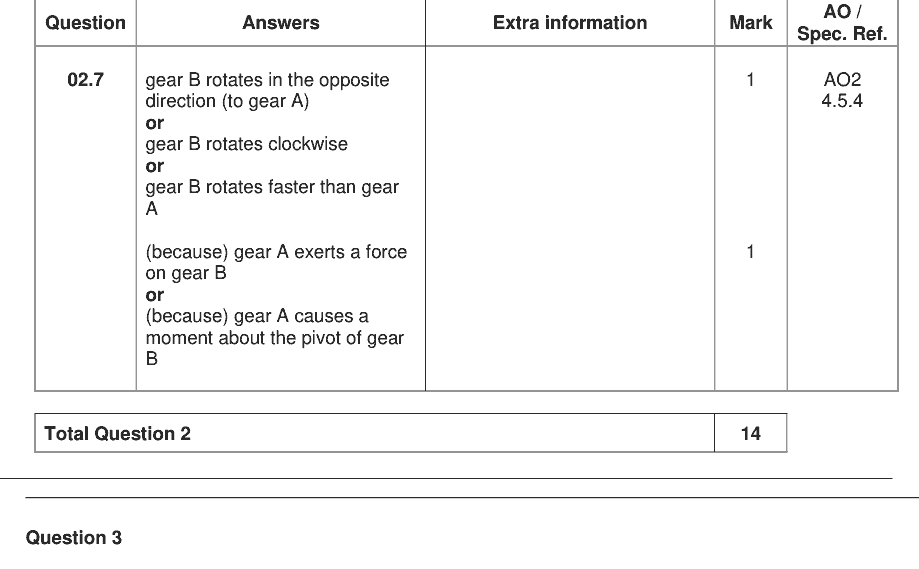 Question Answers Extra information Mark AO /
Spec. Ref.
02.7 gear B rotates in the opposite 1 AO2
direction (to gear A) 4.5.4
or
gear B rotates clockwise
or
gear B rotates faster than gear
A
(because) gear A exerts a force 1
on gear B
or
(because) gear A causes a
moment about the pivot of gear
B
Total Question 2 14
Question 3